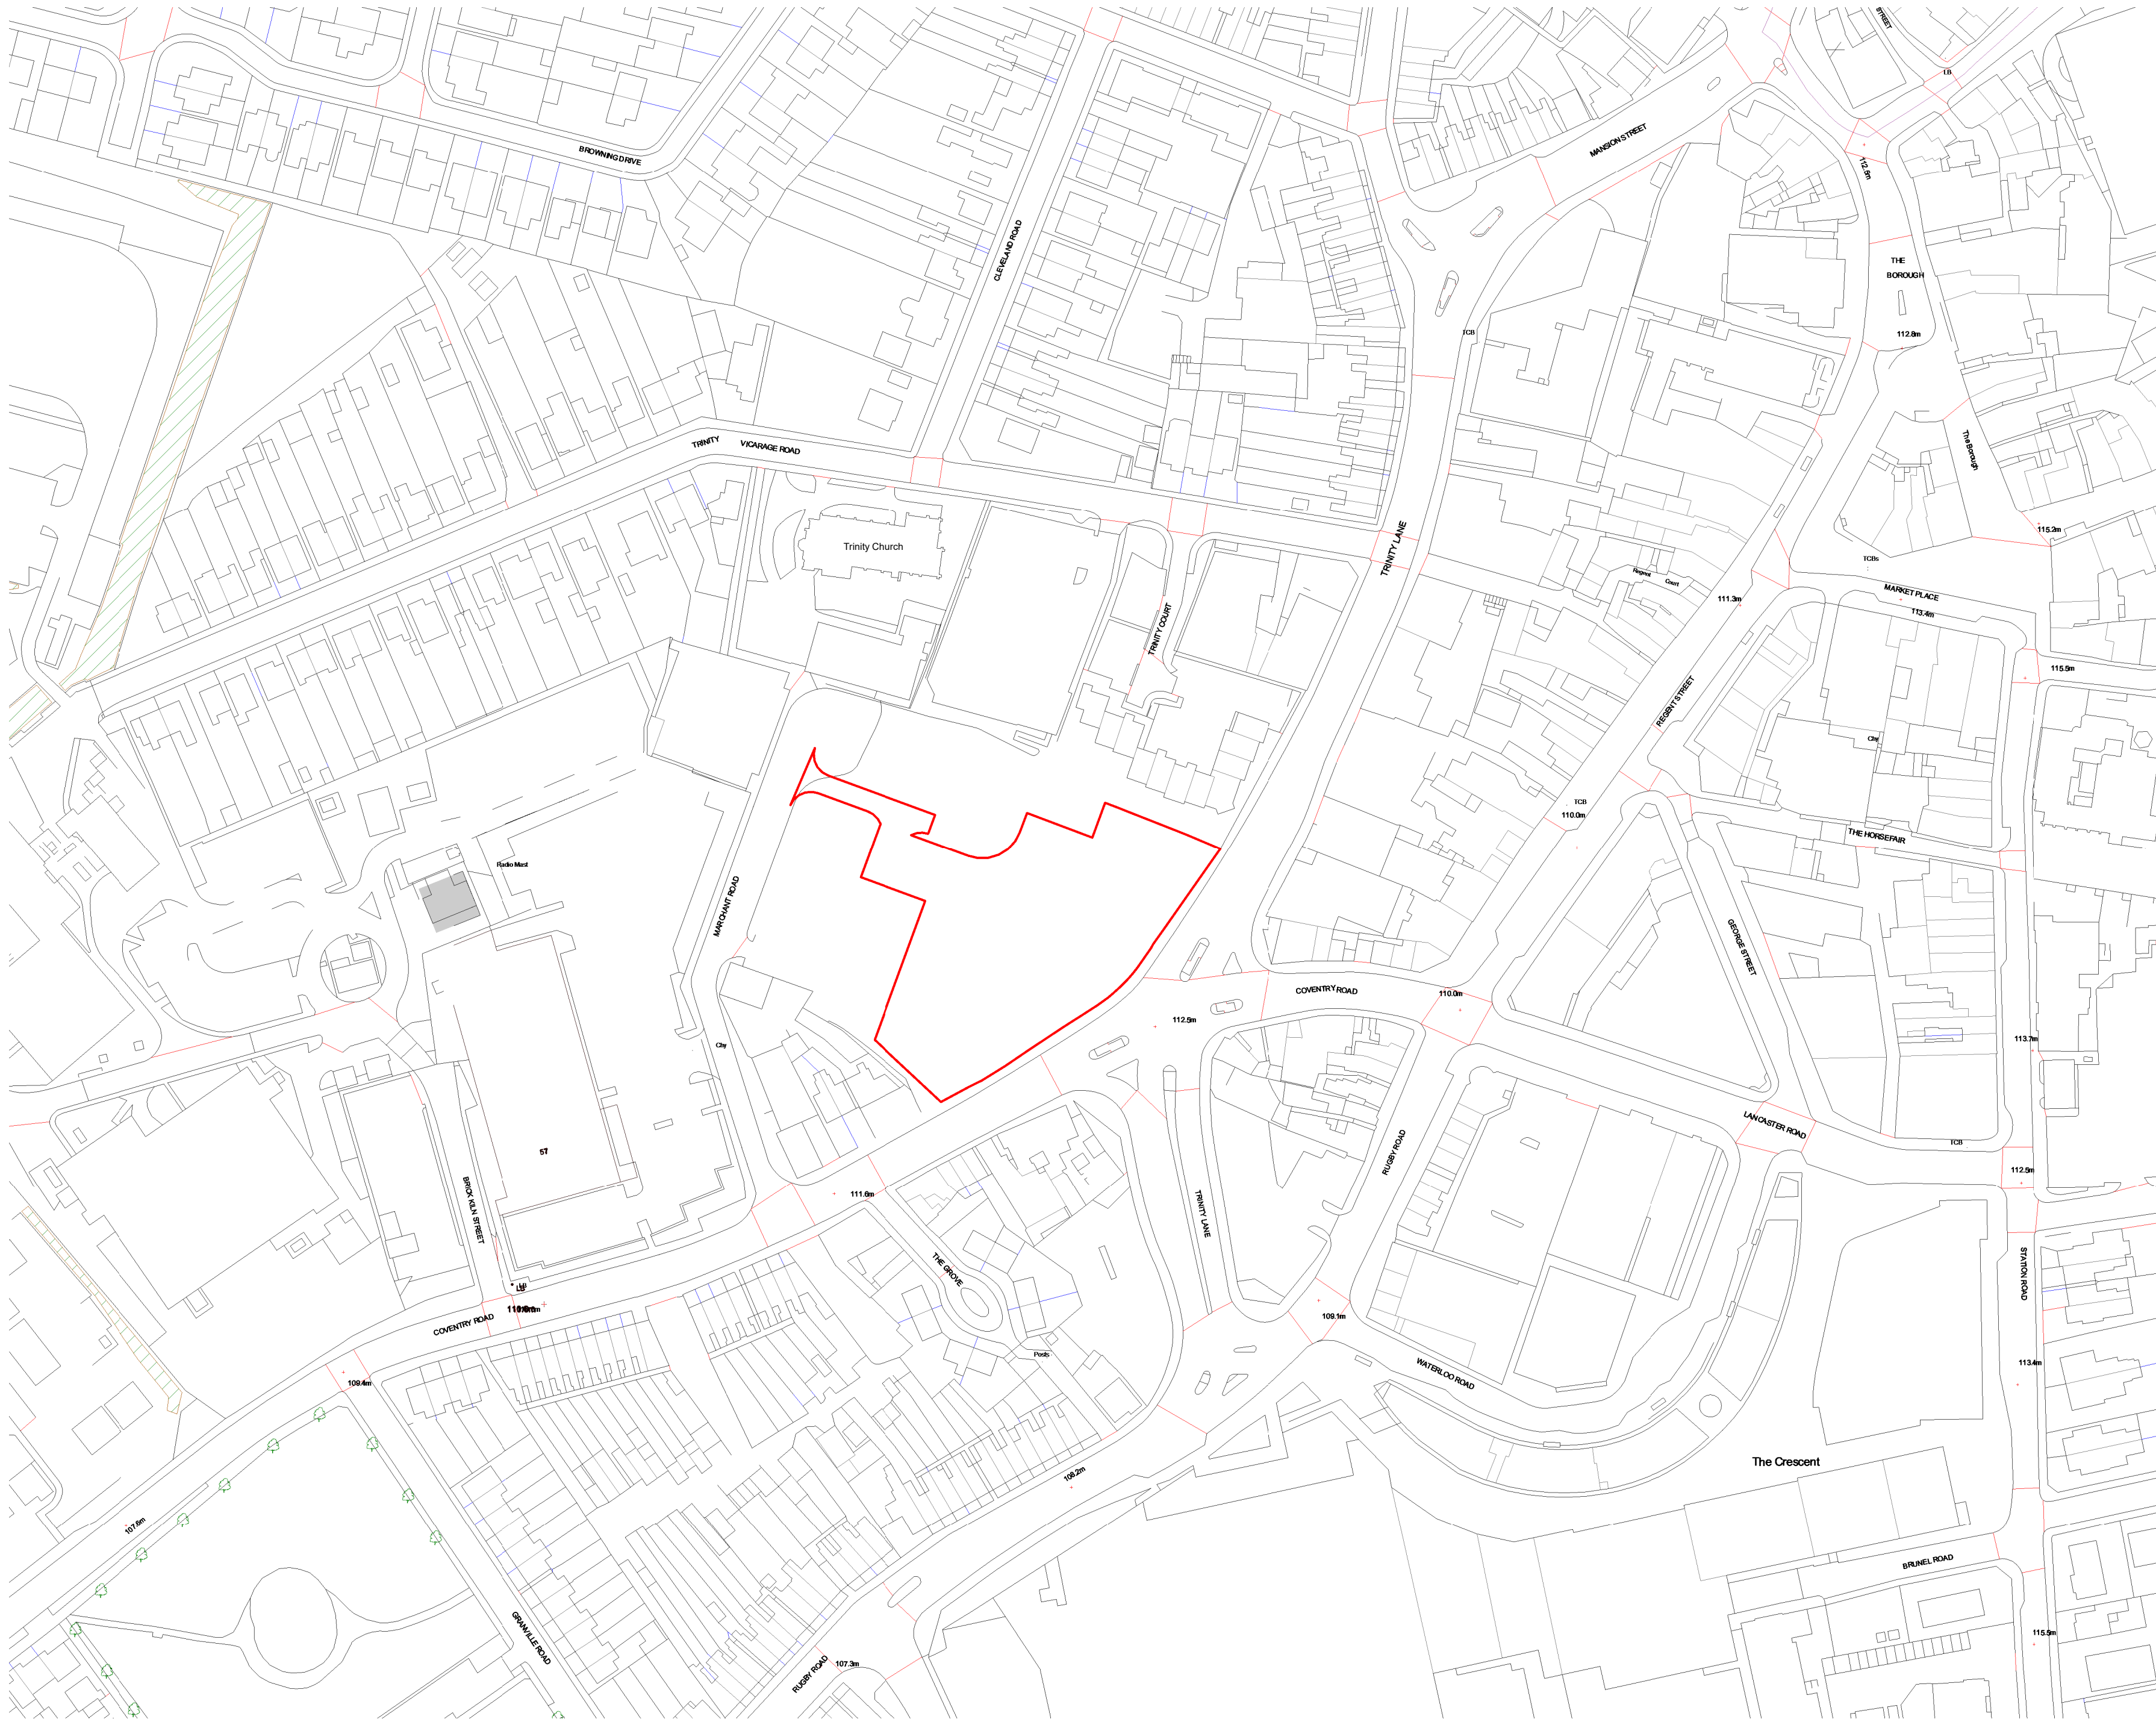 STREET
LB
MANSION STREET
BROWNING DRIVE
112.6m
CLEVELAND ROAD
THE
BOROUGH
TCB
112.8m
TRINITY
VICARAGE ROAD
The Borough
115.2m
Trinity Church
TRINITY LANE
TCBs
Regent
Court
MARKET PLACE
111.3m
113.4m
TRINITY COURT
115.5m
REGENT STREET
Clny
TCB
110.0m
THE HORSEFAIR
Radio Mast
MARCHANT ROAD
GEORGE STREET
COVENTRY ROAD
110.0m
112.5m
Clny
113.7m
LANCASTER ROAD
TCB
57
RUGBY ROAD
112.5m
111.6m
BRICK KILN STREET
TRINITY LANE
THE GROVE
STATION ROAD
LB
COVENTRY ROAD
109.1m
Posts
113.4m
WATERLOO ROAD
109.4m
The Crescent
108.2m
107.6m
BRUNEL ROAD
GRANVILLE ROAD
115.5m
RUGBY ROAD
107.3m